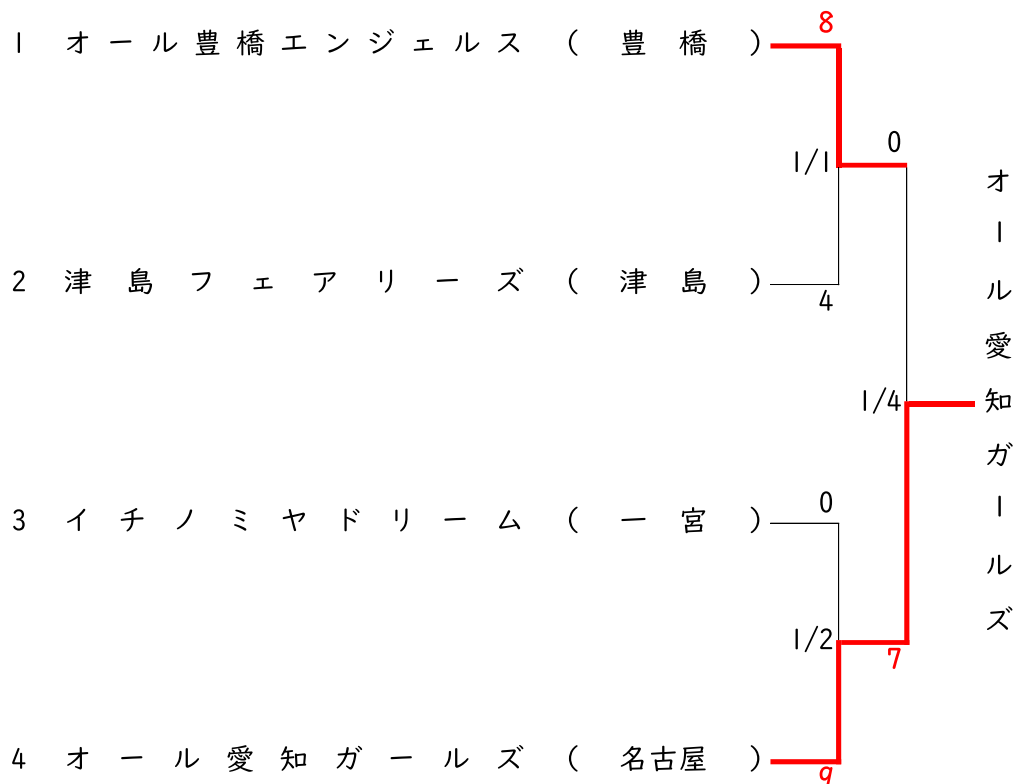 8
1 オール豊橋エンジェルス (豊橋)
0
1/1
2 津島フェアリーズ (津島)
4
オール愛知ガールズ
1/4
0
3 イチノミヤドリーム (一宮)
1/2
7
4 オール愛知ガールズ (名古屋)
9